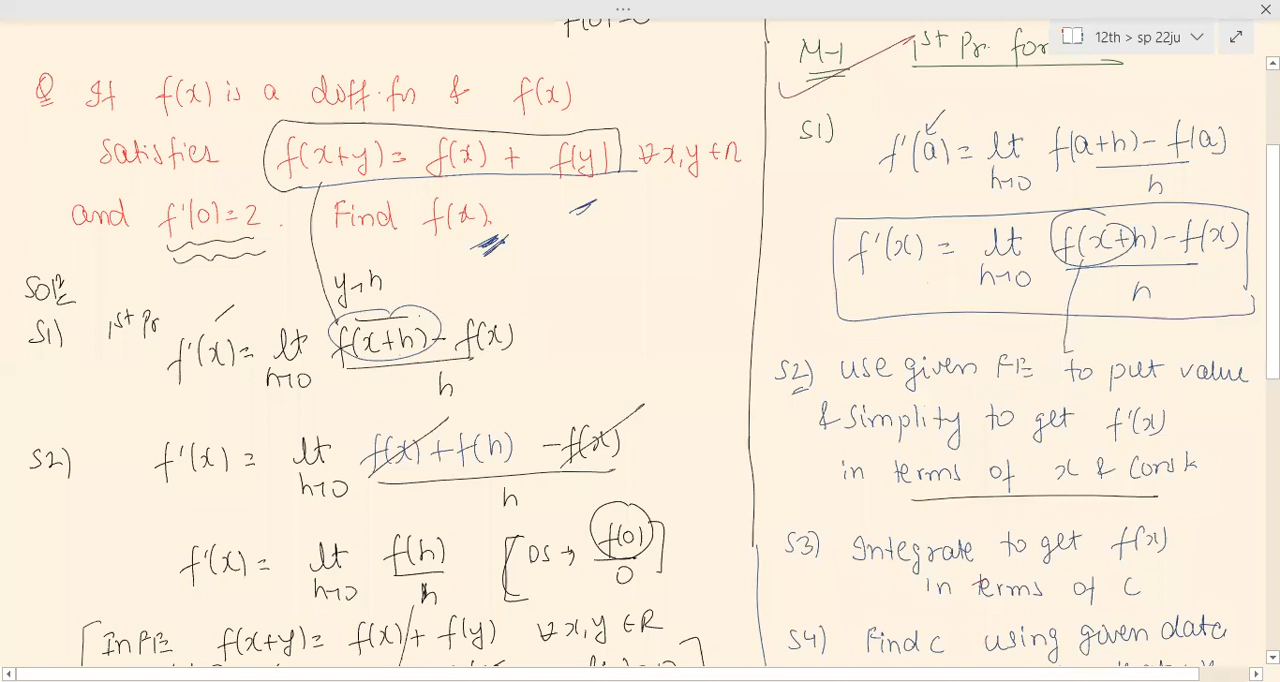 12th > sp 22ju
Q If f(x) is a diff. fn & f(x)
satisfies f(x+y) = f(x) + f(y) ∀ x,y ∈ R
and f'(0)=2. Find f(x).
Soln
S1) 1st Pr f'(x) = lt h→0 f(x+h) - f(x) / h
y→h
S2) f'(x) = lt h→0 f(x) + f(h) - f(x) / h
f'(x) = lt h→0 f(h) / h [DS → f(0) / 0]
[In FE f(x+y) = f(x) + f(y) ∀ x,y ∈ R
M-1 1st Pr. for
S1) f'(a) = lt h→0 f(a+h) - f(a) / h
f'(x) = lt h→0 f(x+h) - f(x) / h
S2) Use given FE to put value
& simplify to get f'(x)
in terms of x & const
S3) Integrate to get f(x)
in terms of C
S4) Find C using given data